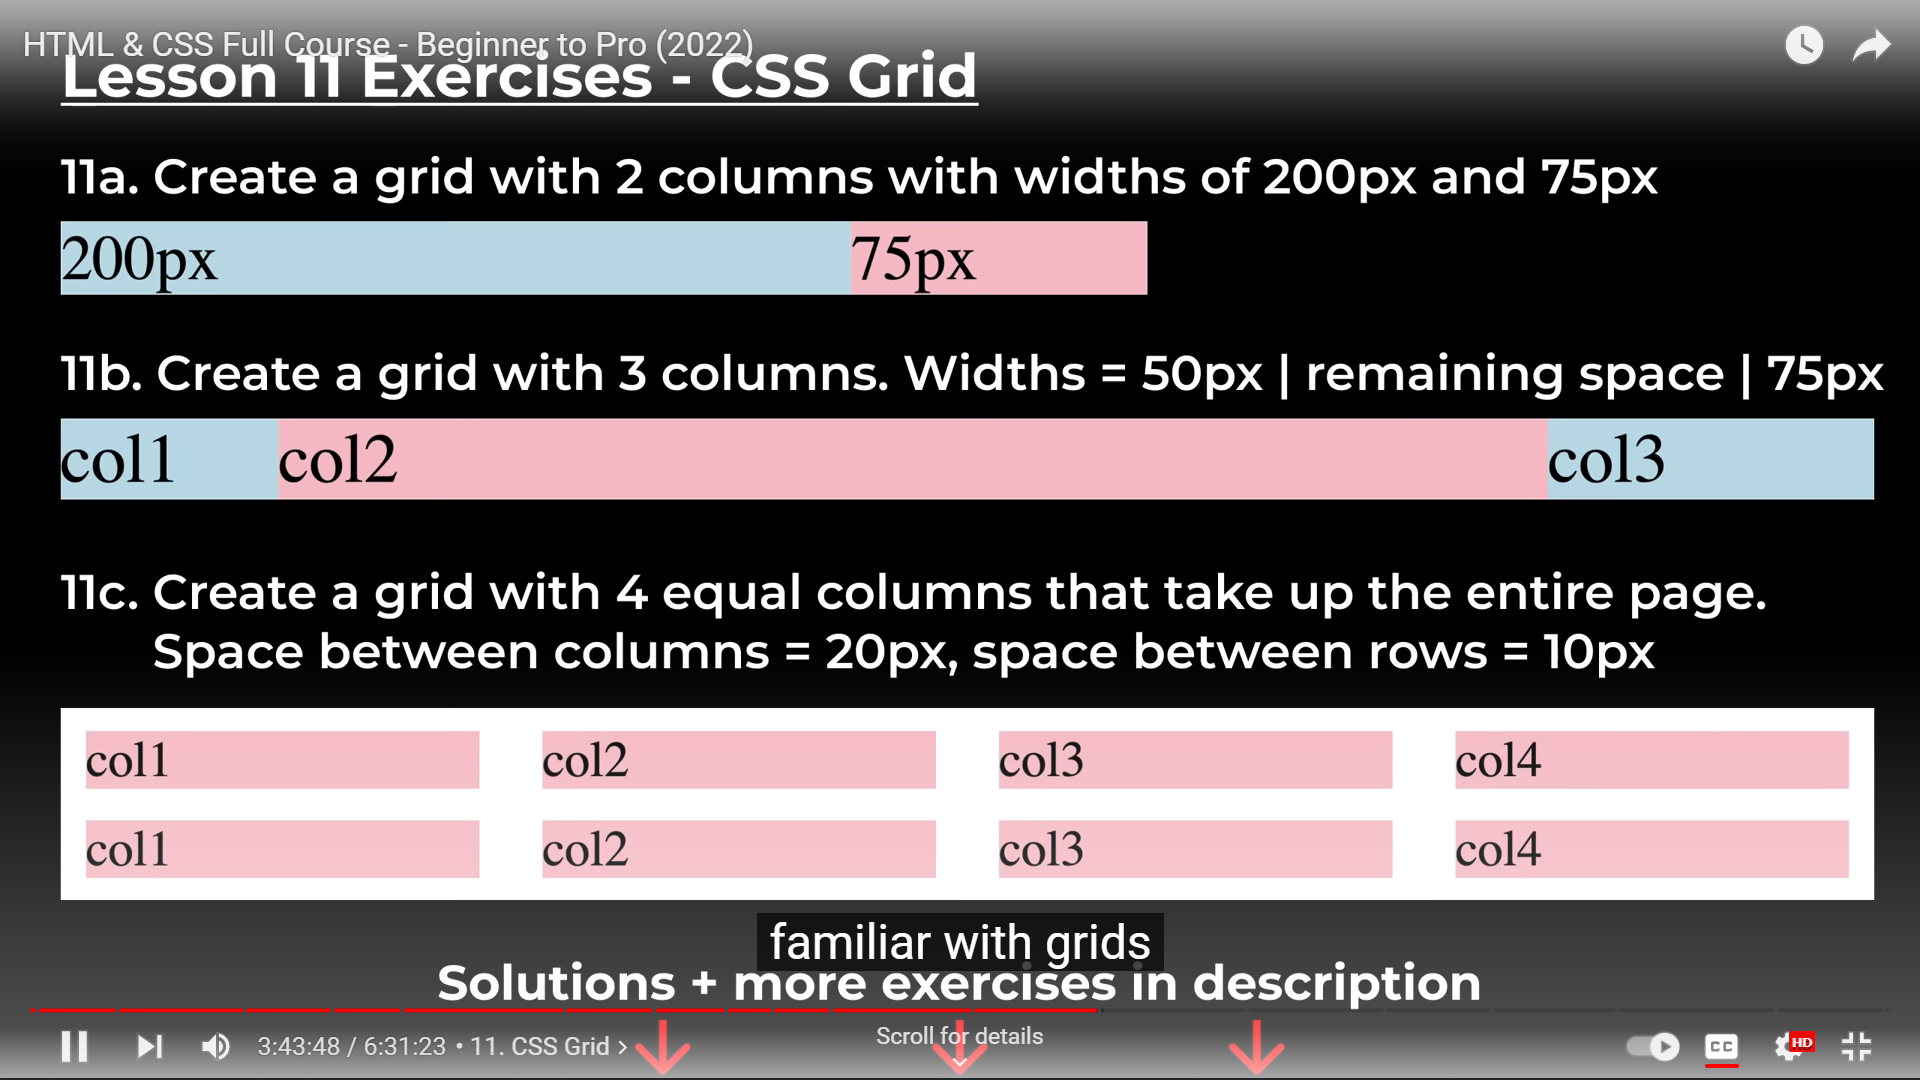 HTML & CSS Full Course - Beginner to Pro (2022)
Lesson 11 Exercises - CSS Grid
11a. Create a grid with 2 columns with widths of 200px and 75px
200px 75px
11b. Create a grid with 3 columns. Widths = 50px | remaining space | 75px
col1 col2 col3
11c. Create a grid with 4 equal columns that take up the entire page.
Space between columns = 20px, space between rows = 10px
col1 col2 col3 col4
col1 col2 col3 col4
familiar with grids
Solutions + more exercises in description
Scroll for details
3:43:48 / 6:31:23 • 11. CSS Grid >
CC HD